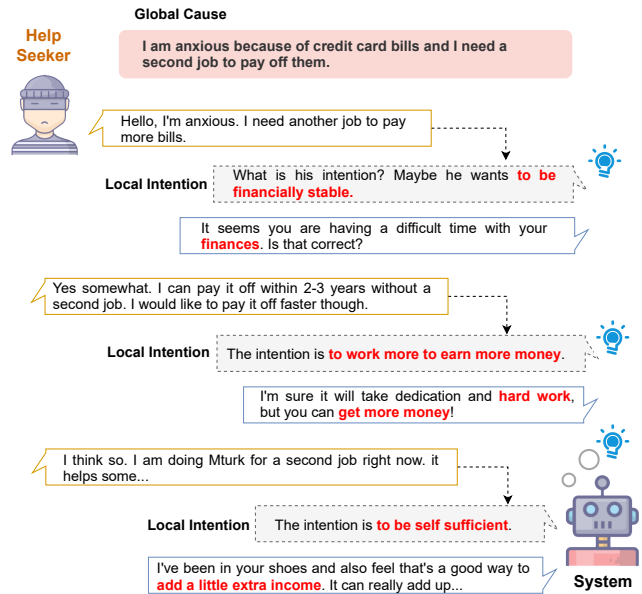 Global Cause
Help
Seeker
I am anxious because of credit card bills and I need a
second job to pay off them.
Hello, I'm anxious. I need another job to pay
more bills.
Local Intention
What is his intention? Maybe he wants to be
financially stable.
It seems you are having a difficult time with your
finances. Is that correct?
Yes somewhat. I can pay it off within 2-3 years without a
second job. I would like to pay it off faster though.
Local Intention
The intention is to work more to earn more money.
I'm sure it will take dedication and hard work,
but you can get more money!
I think so. I am doing Mturk for a second job right now. it
helps some...
Local Intention
The intention is to be self sufficient.
I've been in your shoes and also feel that's a good way to
add a little extra income. It can really add up...
System